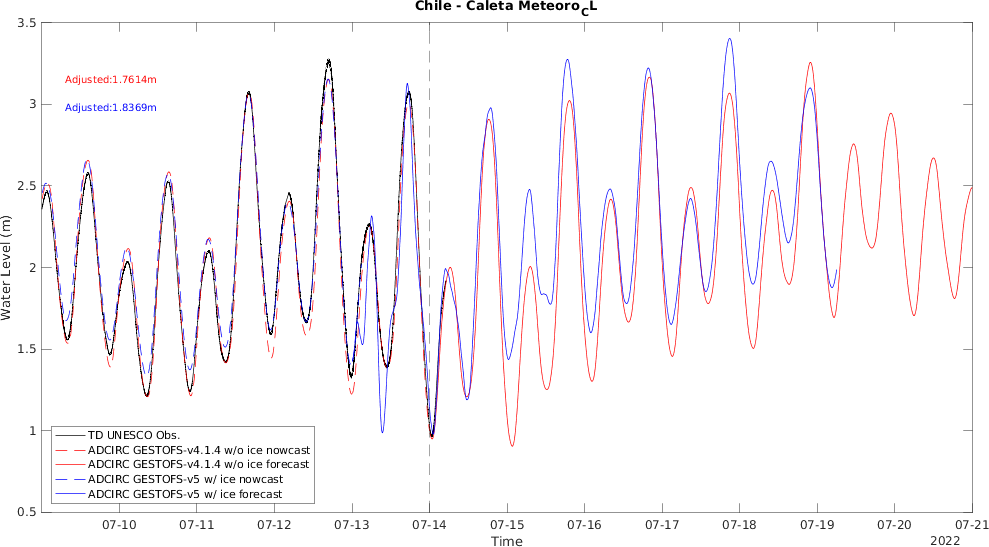 Chile - Caleta Meteoro_CL
Water Level (m)
3.5
3
2.5
2
1.5
1
0.5
Adjusted:1.7614m
Adjusted:1.8369m
TD UNESCO Obs.
ADCIRC GESTOFS-v4.1.4 w/o ice nowcast
ADCIRC GESTOFS-v4.1.4 w/o ice forecast
ADCIRC GESTOFS-v5 w/ ice nowcast
ADCIRC GESTOFS-v5 w/ ice forecast
07-10 07-11 07-12 07-13 07-14 07-15 07-16 07-17 07-18 07-19 07-20 07-21
Time
2022